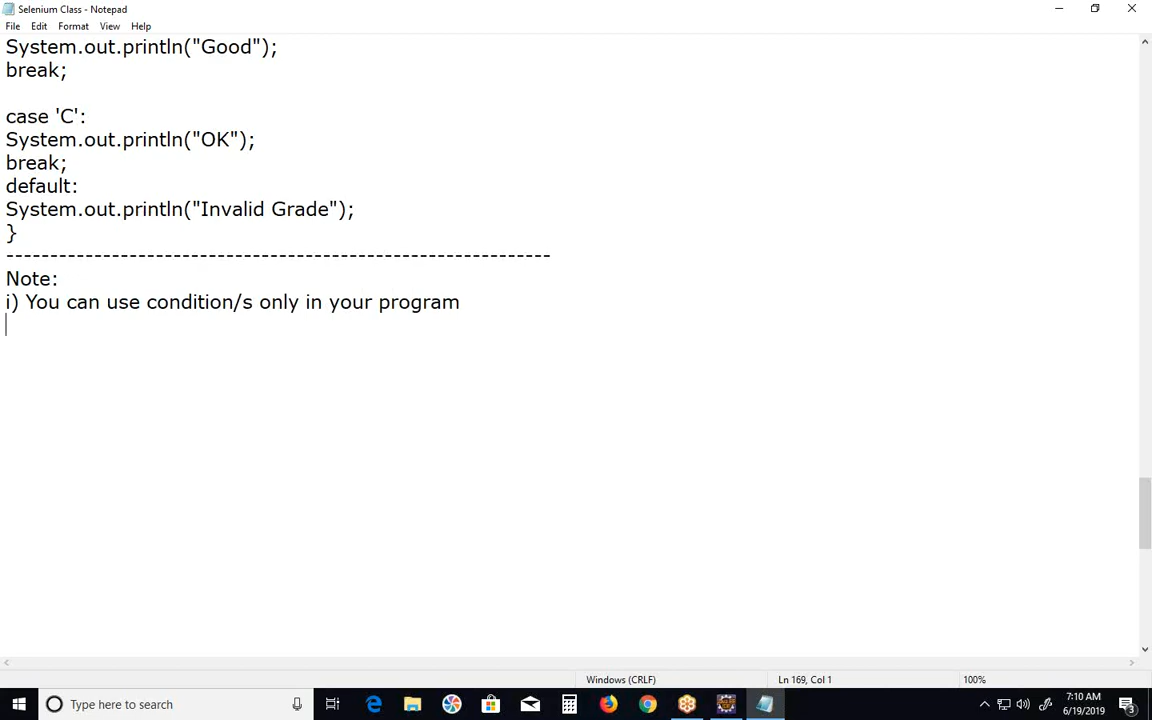 Selenium Class - Notepad
File Edit Format View Help
System.out.println("Good");
break;
case 'C':
System.out.println("OK");
break;
default:
System.out.println("Invalid Grade");
}
--------------------------------------------------------------
Note:
i) You can use condition/s only in your program
Windows (CRLF) Ln 169, Col 1 100%
Type here to search
7:10 AM
6/19/2019
3